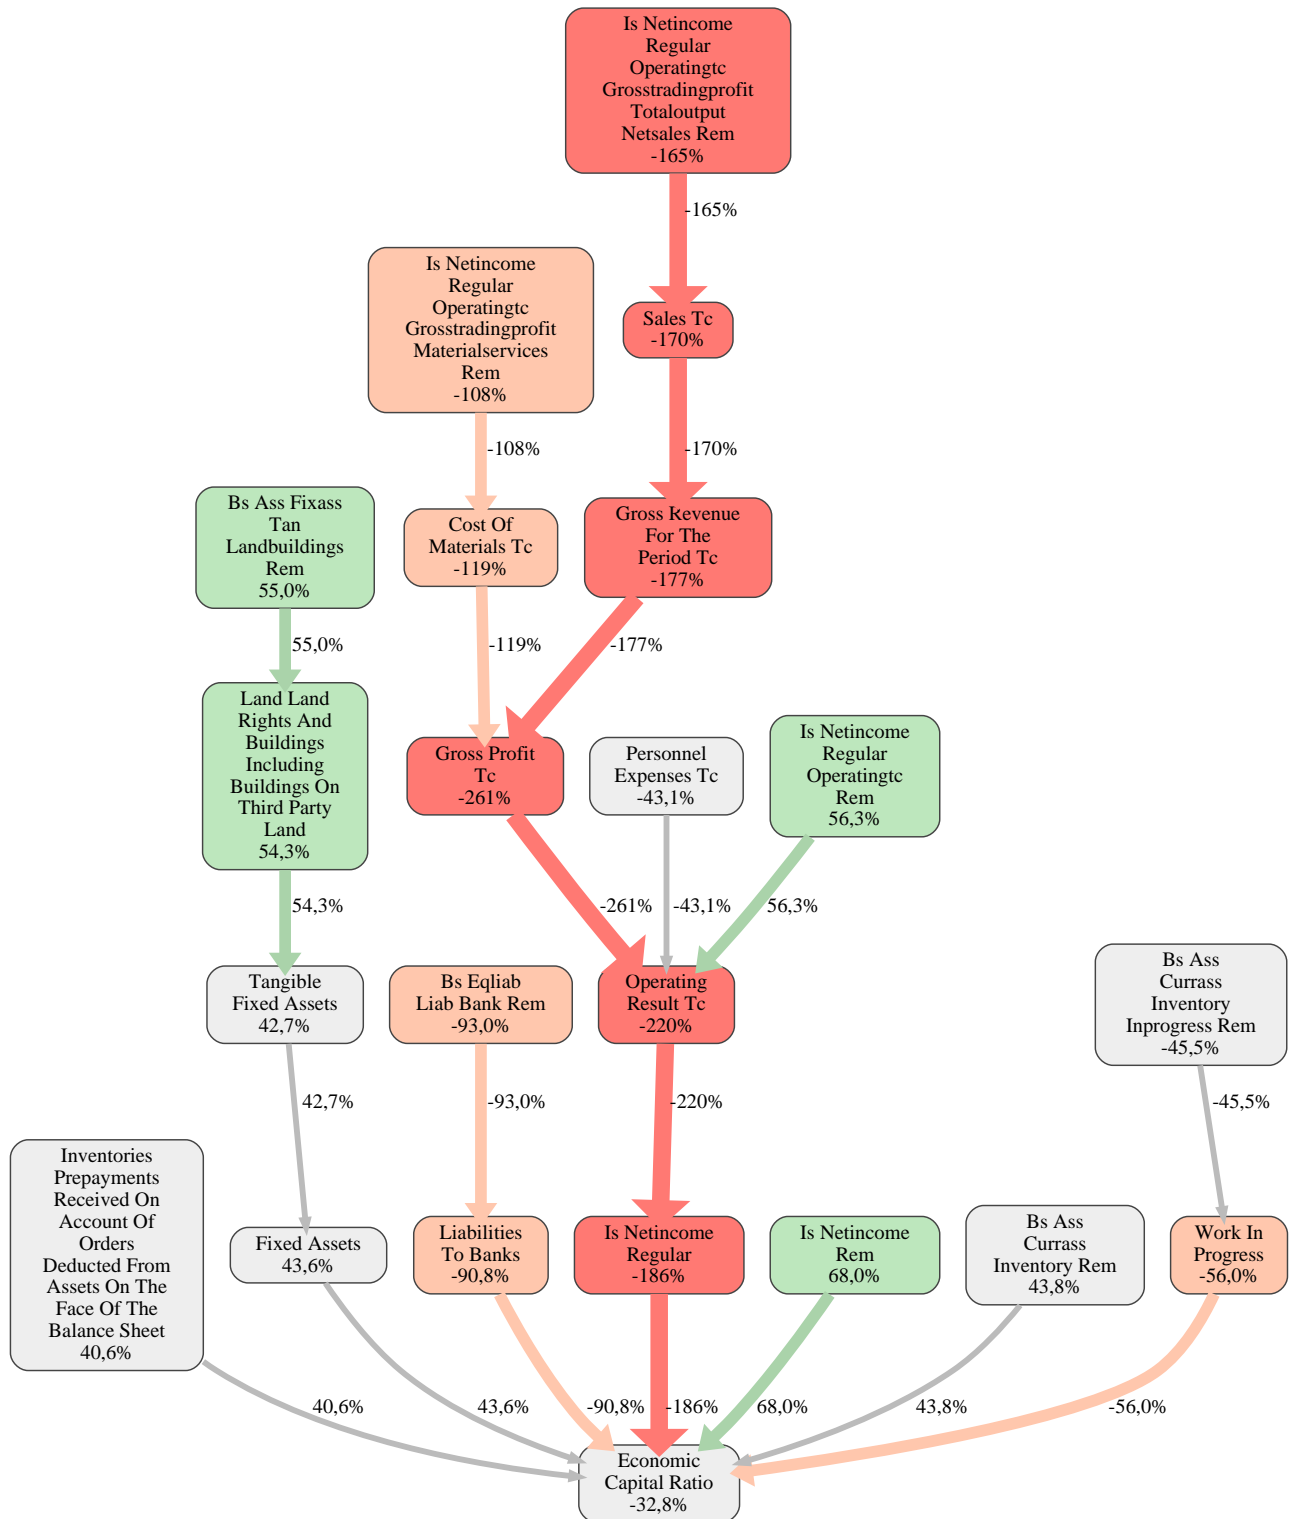 Is Netincome
Regular
Operatingtc
Grosstradingprofit
Totaloutput
Netsales Rem
-165%
-165%
Is Netincome
Regular
Operatingtc
Grosstradingprofit
Materialservices
Rem
-108%
Sales Tc
-170%
-108%
-170%
Bs Ass Fixass
Tan
Landbuildings
Rem
55,0%
Cost Of
Materials Tc
-119%
Gross Revenue
For The
Period Tc
-177%
55,0%
-119%
-177%
Land Land
Rights And
Buildings
Including
Buildings On
Third Party
Land
54,3%
Gross Profit
Tc
-261%
Personnel
Expenses Tc
-43,1%
Is Netincome
Regular
Operatingtc
Rem
56,3%
54,3%
-261%
-43,1%
56,3%
Tangible
Fixed Assets
42,7%
Bs Eqliab
Liab Bank Rem
-93,0%
Operating
Result Tc
-220%
Bs Ass
Currass
Inventory
Inprogress Rem
-45,5%
42,7%
-93,0%
-220%
-45,5%
Inventories
Prepayments
Received On
Account Of
Orders
Deducted From
Assets On The
Face Of The
Balance Sheet
40,6%
Fixed Assets
43,6%
Liabilities
To Banks
-90,8%
Is Netincome
Regular
-186%
Is Netincome
Rem
68,0%
Bs Ass
Currass
Inventory Rem
43,8%
Work In
Progress
-56,0%
40,6%
43,6%
-90,8%
-186%
68,0%
43,8%
-56,0%
Economic
Capital Ratio
-32,8%